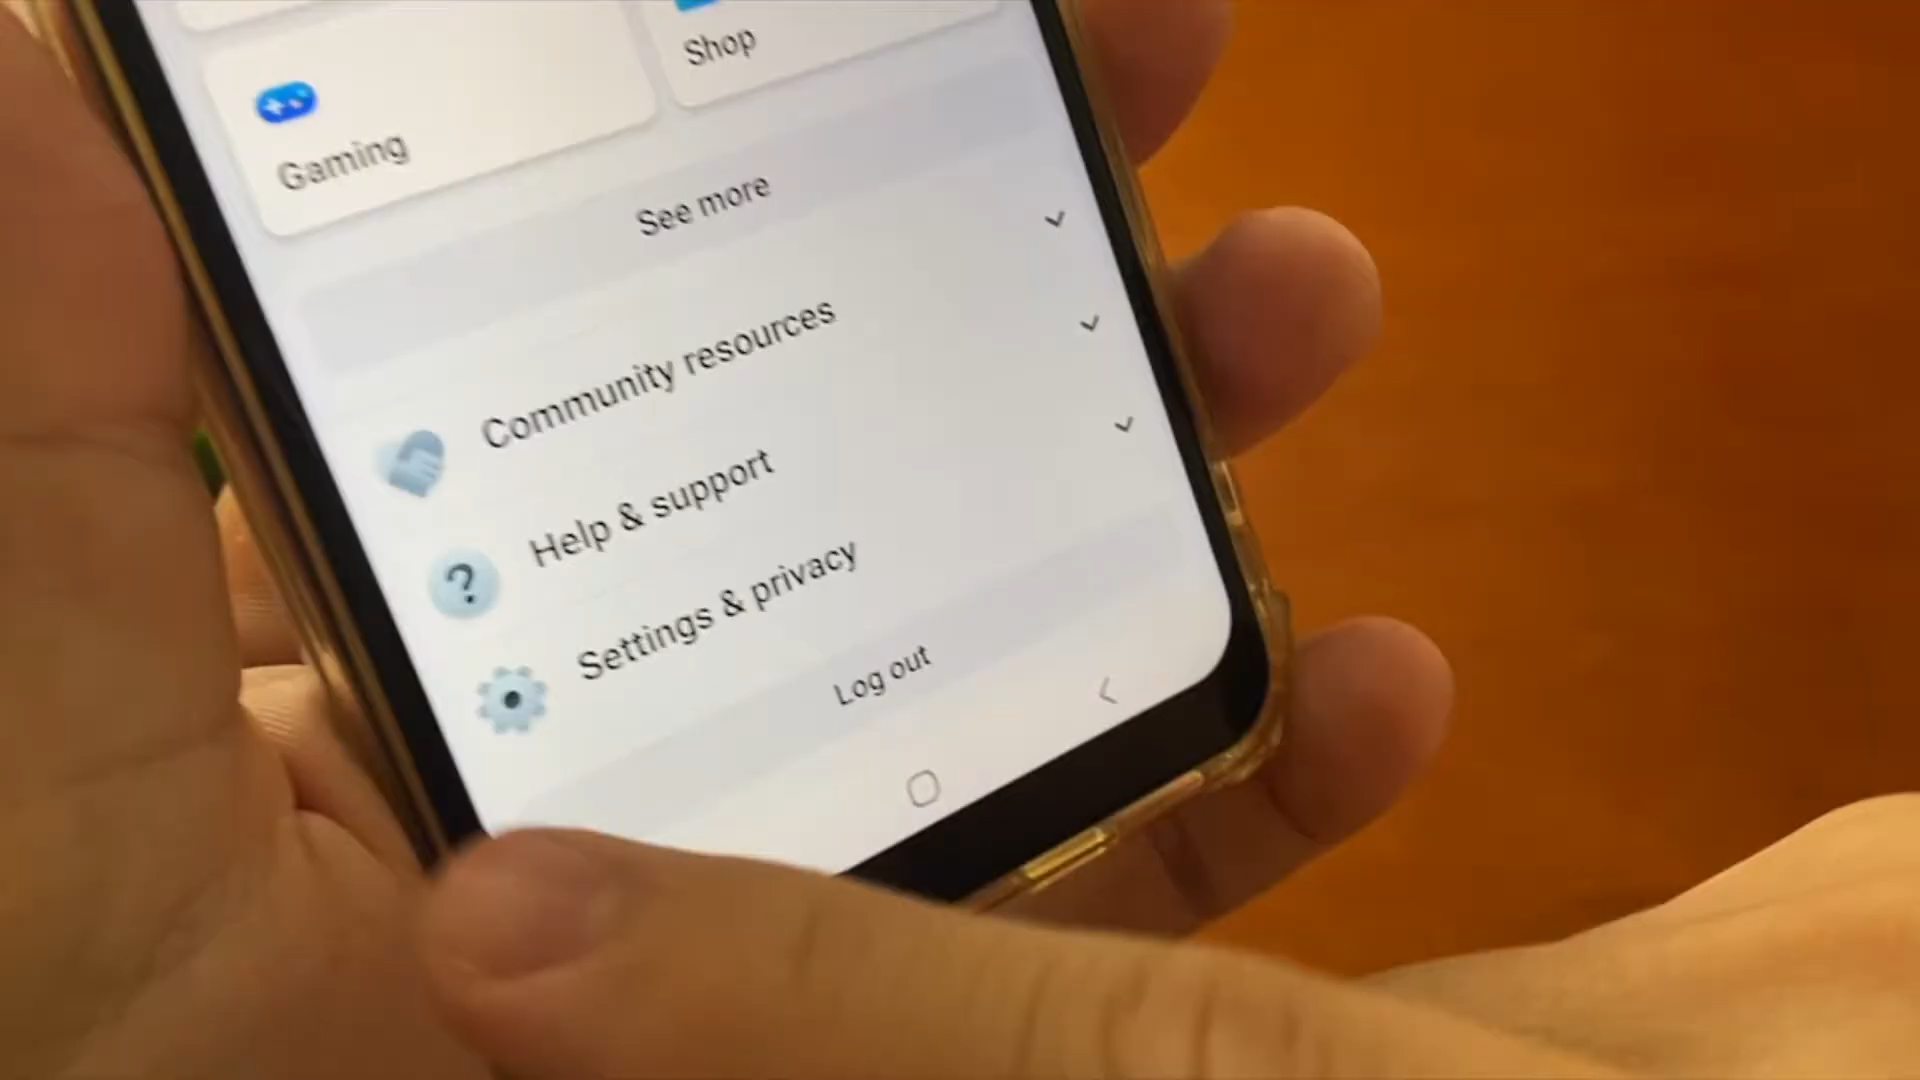 Shop
Gaming
See more
Community resources
Help & support
Settings & privacy
Log out